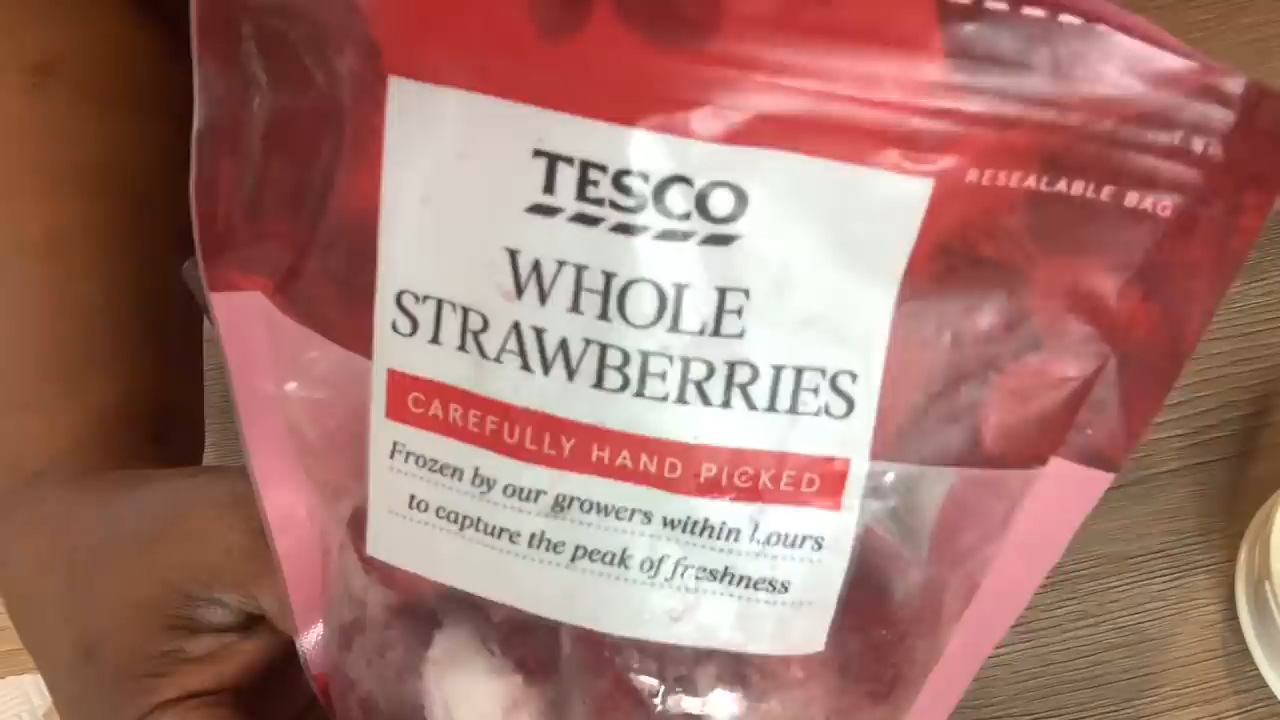 TESCO
WHOLE
STRAWBERRIES
CAREFULLY HAND PICKED
Frozen by our growers within hours
to capture the peak of freshness
RESEALABLE BAG